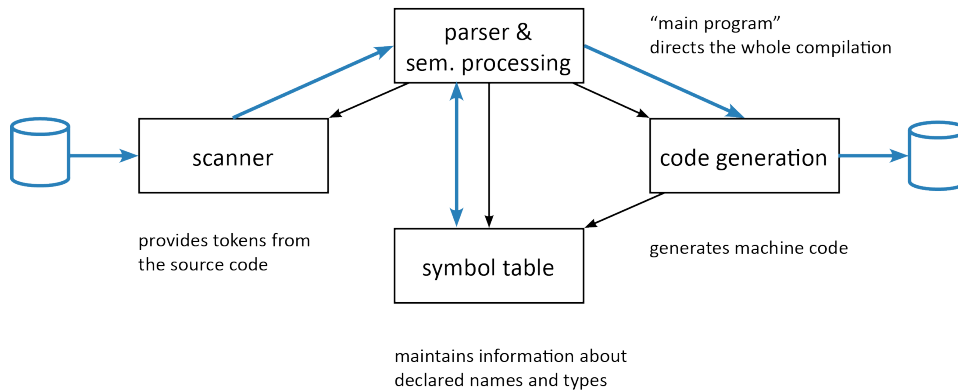 parser &
sem. processing
“main program”
directs the whole compilation
scanner
code generation
provides tokens from
the source code
symbol table
generates machine code
maintains information about
declared names and types